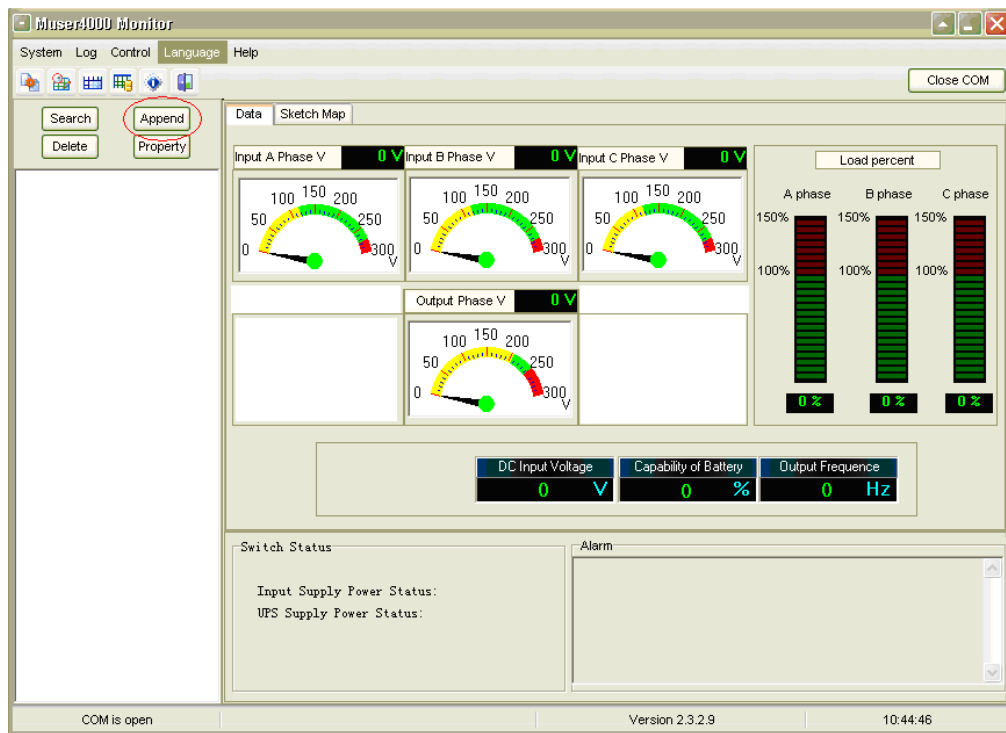 Muser4000 Monitor
System Log Control Language Help
Close COM
Search Append
Delete Property
Data Sketch Map
Input A Phase V 0 V Input B Phase V 0 V Input C Phase V 0 V
0 50 100 150 200 250 300 V
0 50 100 150 200 250 300 V
0 50 100 150 200 250 300 V
Load percent
A phase B phase C phase
150% 150% 150%
100% 100% 100%
0 % 0 % 0 %
Output Phase V 0 V
0 50 100 150 200 250 300 V
DC Input Voltage Capability of Battery Output Frequence
0 V 0 % 0 Hz
Switch Status
Input Supply Power Status:
UPS Supply Power Status:
Alarm
COM is open Version 2.3.2.9 10:44:46